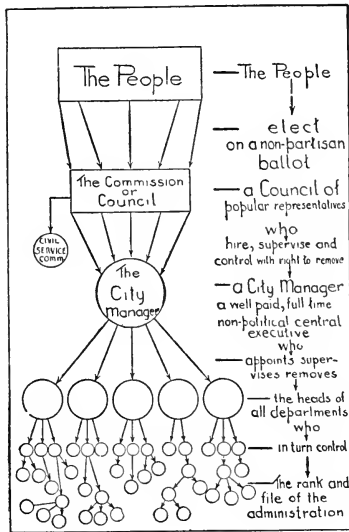 The People
The Commission
or
Council
CIVIL
SERVICE
COMM
The
City
Manager
The People
elect
on a non-partisan
ballot
a Council of
popular representatives
who
hire, supervise and
control with right to remove
a City Manager
a well paid, full time
non-political central
executive
who
appoints super-
vises removes
the heads of
all departments
who
in turn control
The rank and
file of the
administration